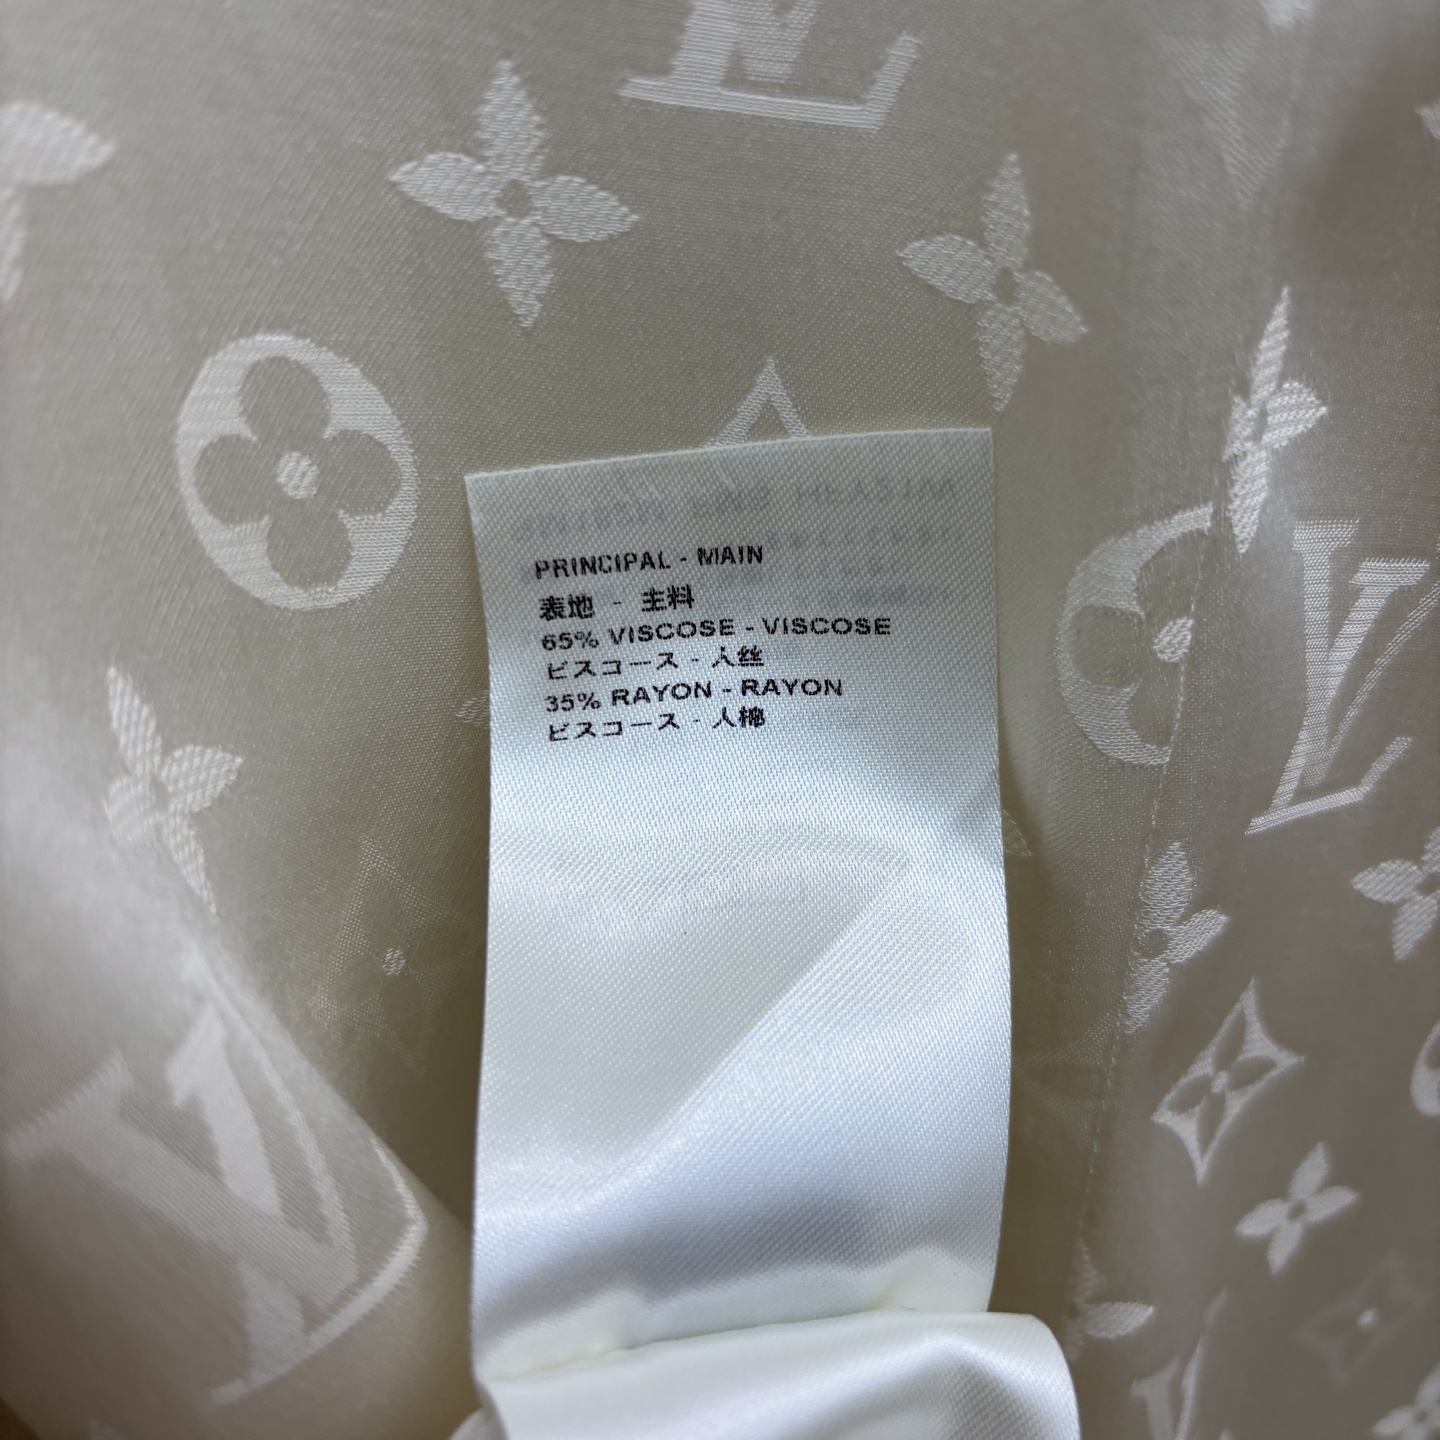 PRINCIPAL - MAIN
表地 - 主料
65% VISCOSE - VISCOSE
ビスコース - 人丝
35% RAYON - RAYON
ビスコース - 人棉